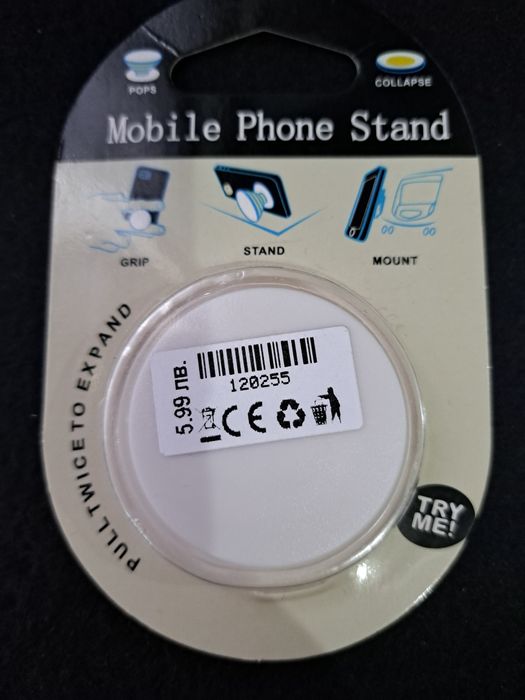 POPS
COLLAPSE
Mobile Phone Stand
GRIP
STAND
MOUNT
PULL TWICE TO EXPAND
5.99 ЛВ.
120255
CE
TRY
ME!